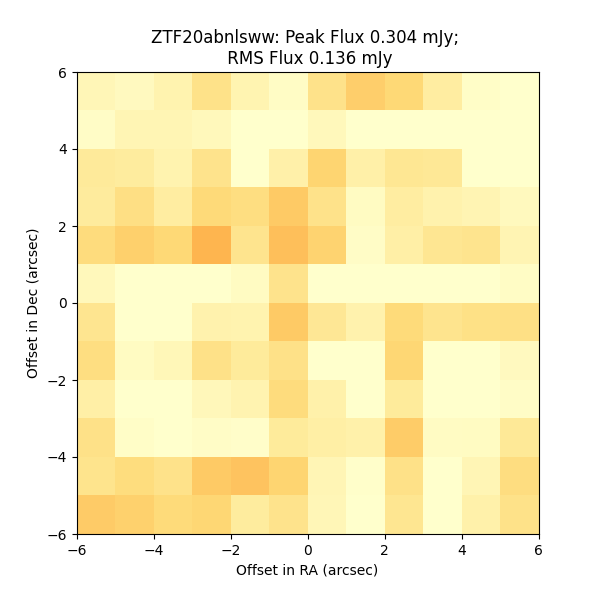 ZTF20abnlsww: Peak Flux 0.304 mJy;
RMS Flux 0.136 mJy
6
4
2
0
−2
−4
−6
Offset in Dec (arcsec)
−6 −4 −2 0 2 4 6
Offset in RA (arcsec)